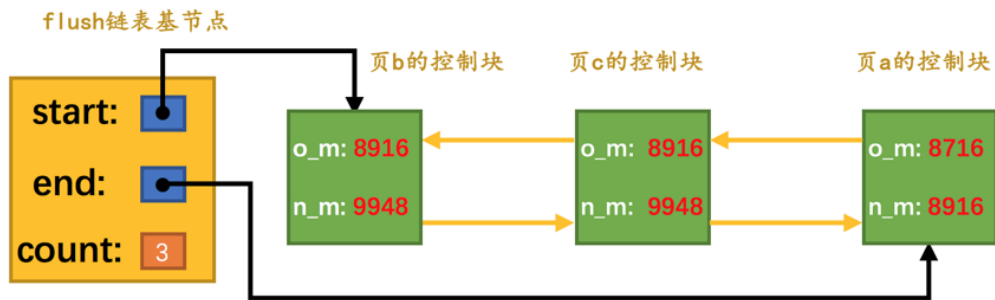 flush链表基节点
页b的控制块
页c的控制块
页a的控制块
start:
end:
count: 3
o_m: 8916
n_m: 9948
o_m: 8916
n_m: 9948
o_m: 8716
n_m: 8916